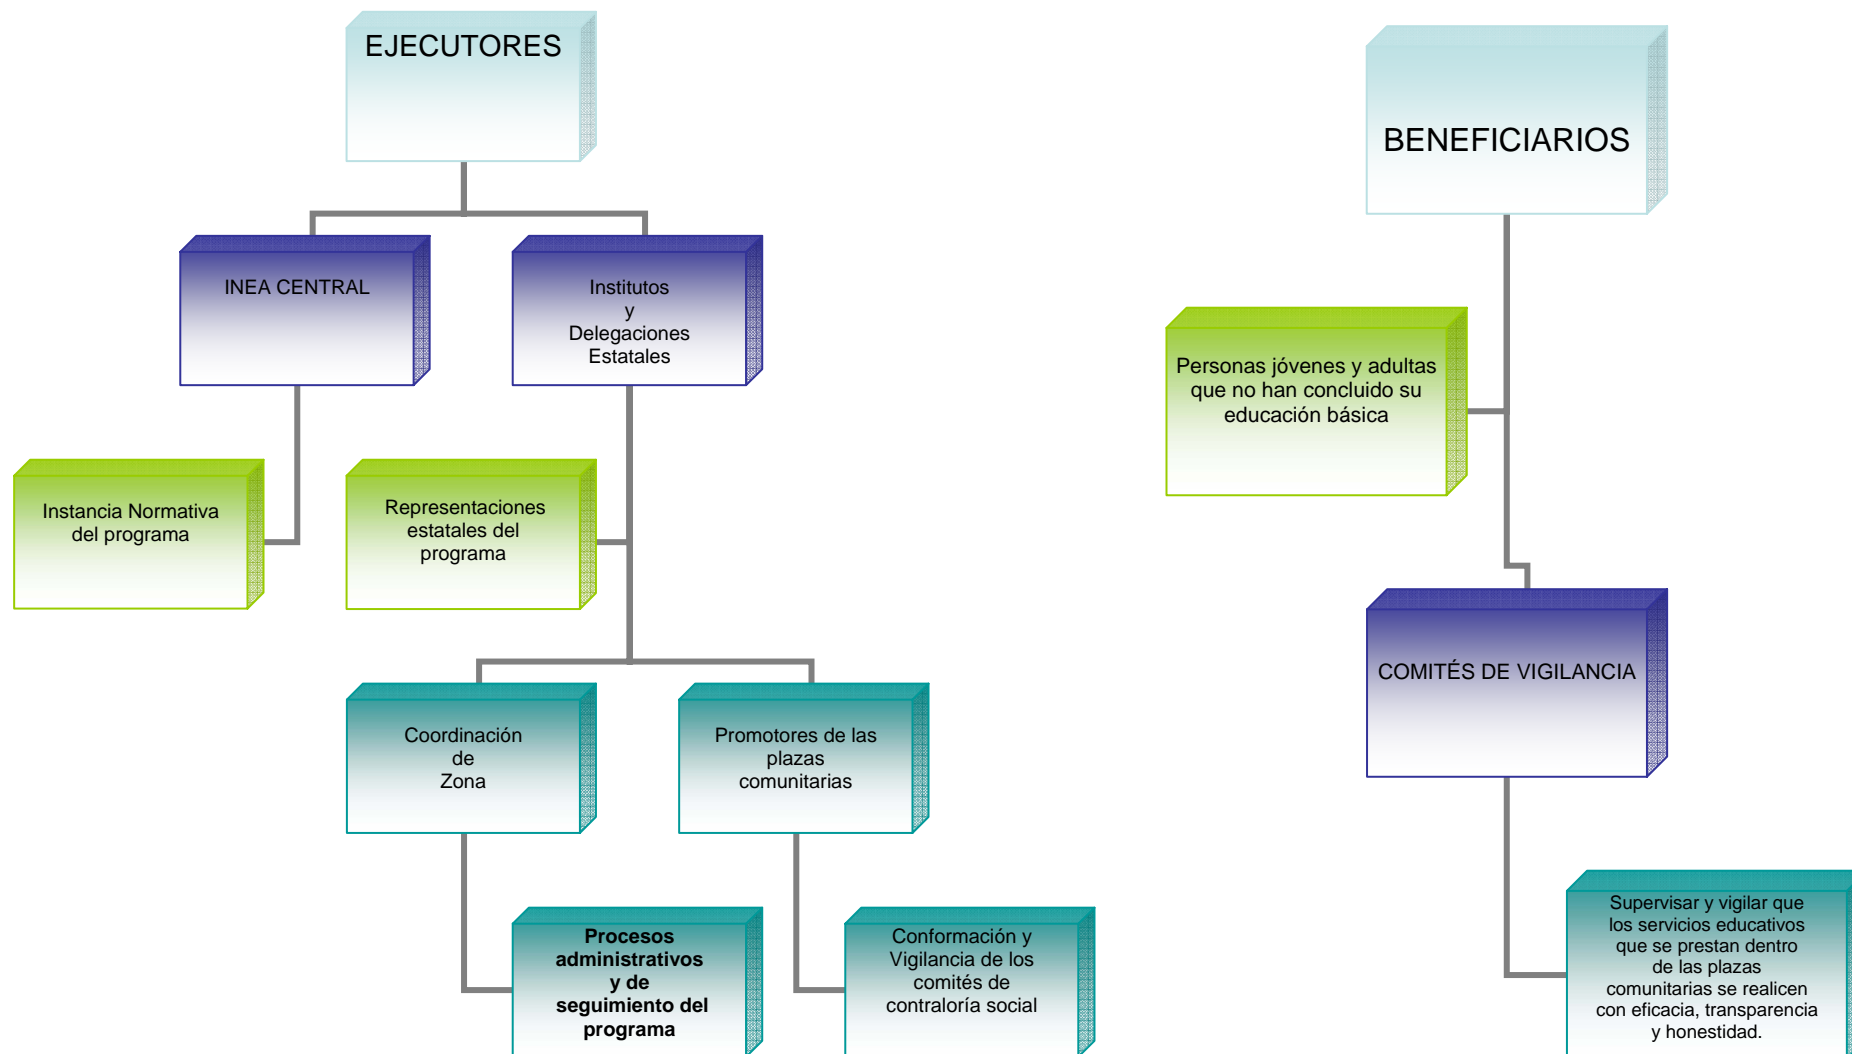 EJECUTORES
INEA CENTRAL
Institutos
y
Delegaciones
Estatales
Instancia Normativa
del programa
Representaciones
estatales del
programa
Coordinación
de
Zona
Promotores de las
plazas
comunitarias
Procesos
administrativos
y de
seguimiento del
programa
Conformación y
Vigilancia de los
comités de
contraloría social
BENEFICIARIOS
Personas jóvenes y adultas
que no han concluido su
educación básica
COMITÉS DE VIGILANCIA
Supervisar y vigilar que
los servicios educativos
que se prestan dentro
de las plazas
comunitarias se realicen
con eficacia, transparencia
y honestidad.